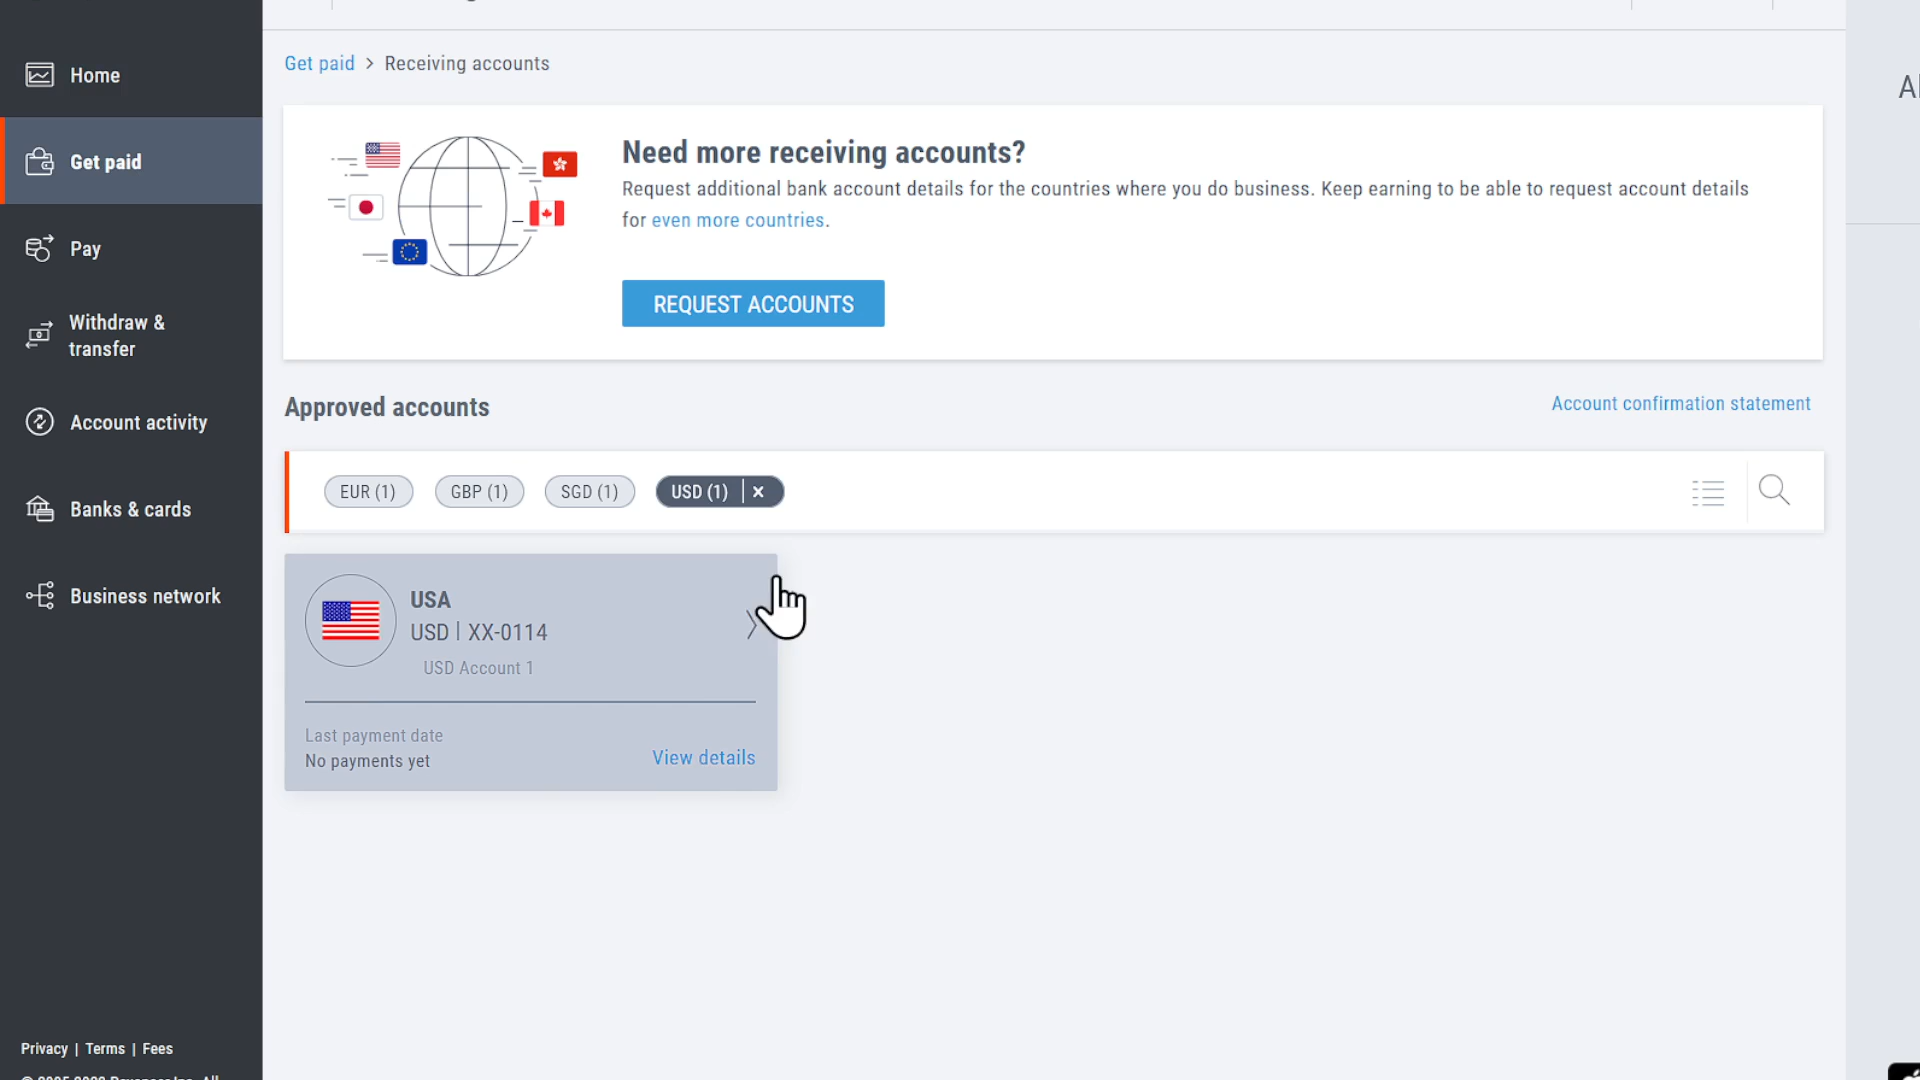 Home
Get paid
Pay
Withdraw &
transfer
Account activity
Banks & cards
Business network
Privacy | Terms | Fees
Get paid > Receiving accounts
Need more receiving accounts?
Request additional bank account details for the countries where you do business. Keep earning to be able to request account details
for even more countries.
REQUEST ACCOUNTS
Approved accounts
Account confirmation statement
EUR (1)
GBP (1)
SGD (1)
USD (1) | x
USA
USD | XX-0114
USD Account 1
Last payment date
No payments yet
View details